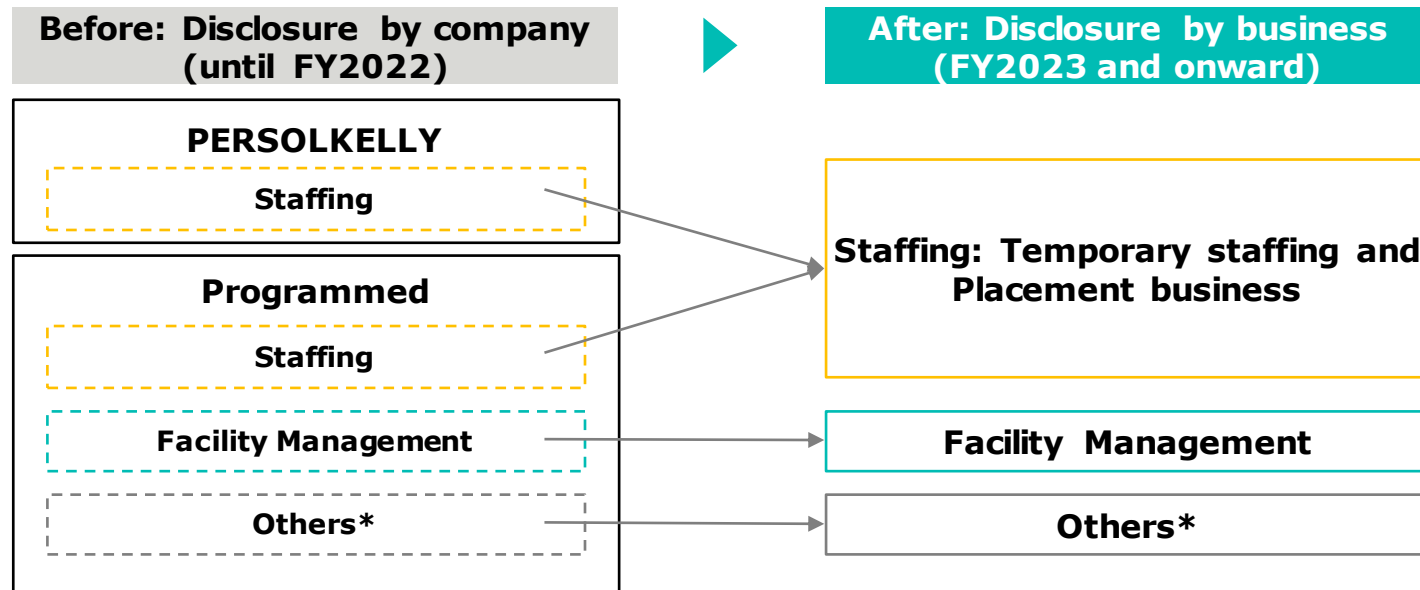 Before: Disclosure by company
(until FY2022)
After: Disclosure by business
(FY2023 and onward)
PERSOLKELLY
Staffing
Programmed
Staffing
Facility Management
Others*
Staffing: Temporary staffing and
Placement business
Facility Management
Others*